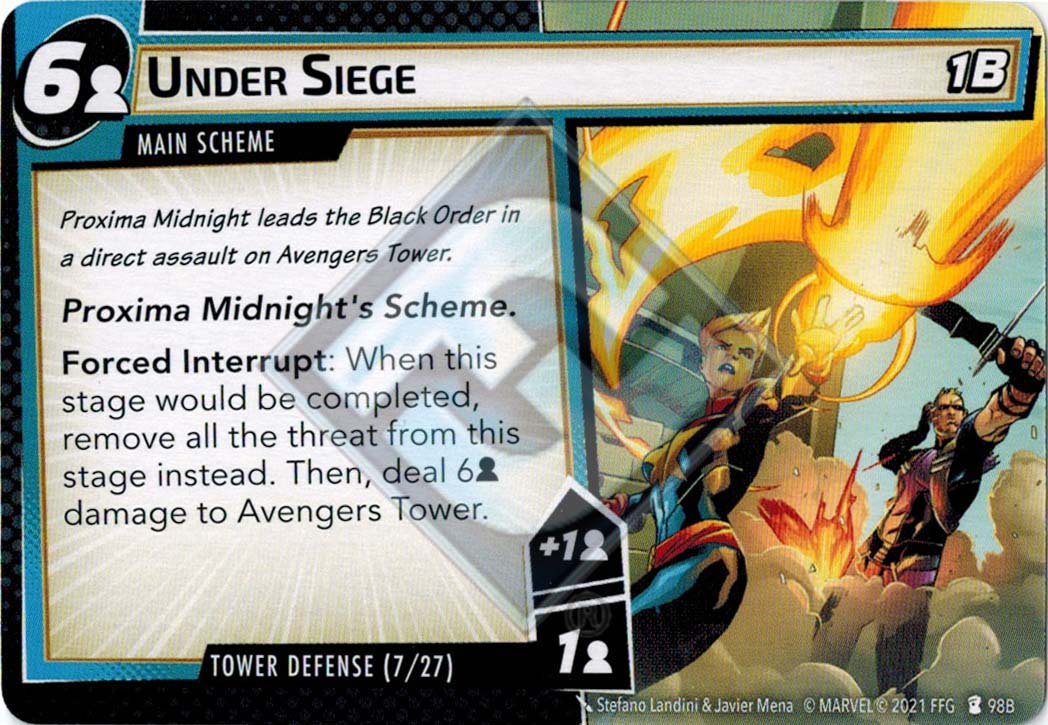 6
UNDER SIEGE
1B
MAIN SCHEME
Proxima Midnight leads the Black Order in
a direct assault on Avengers Tower.
Proxima Midnight's Scheme.
Forced Interrupt: When this
stage would be completed,
remove all the threat from this
stage instead. Then, deal 6
damage to Avengers Tower.
+1
1
TOWER DEFENSE (7/27)
Stefano Landini & Javier Mena © MARVEL © 2021 FFG 98B